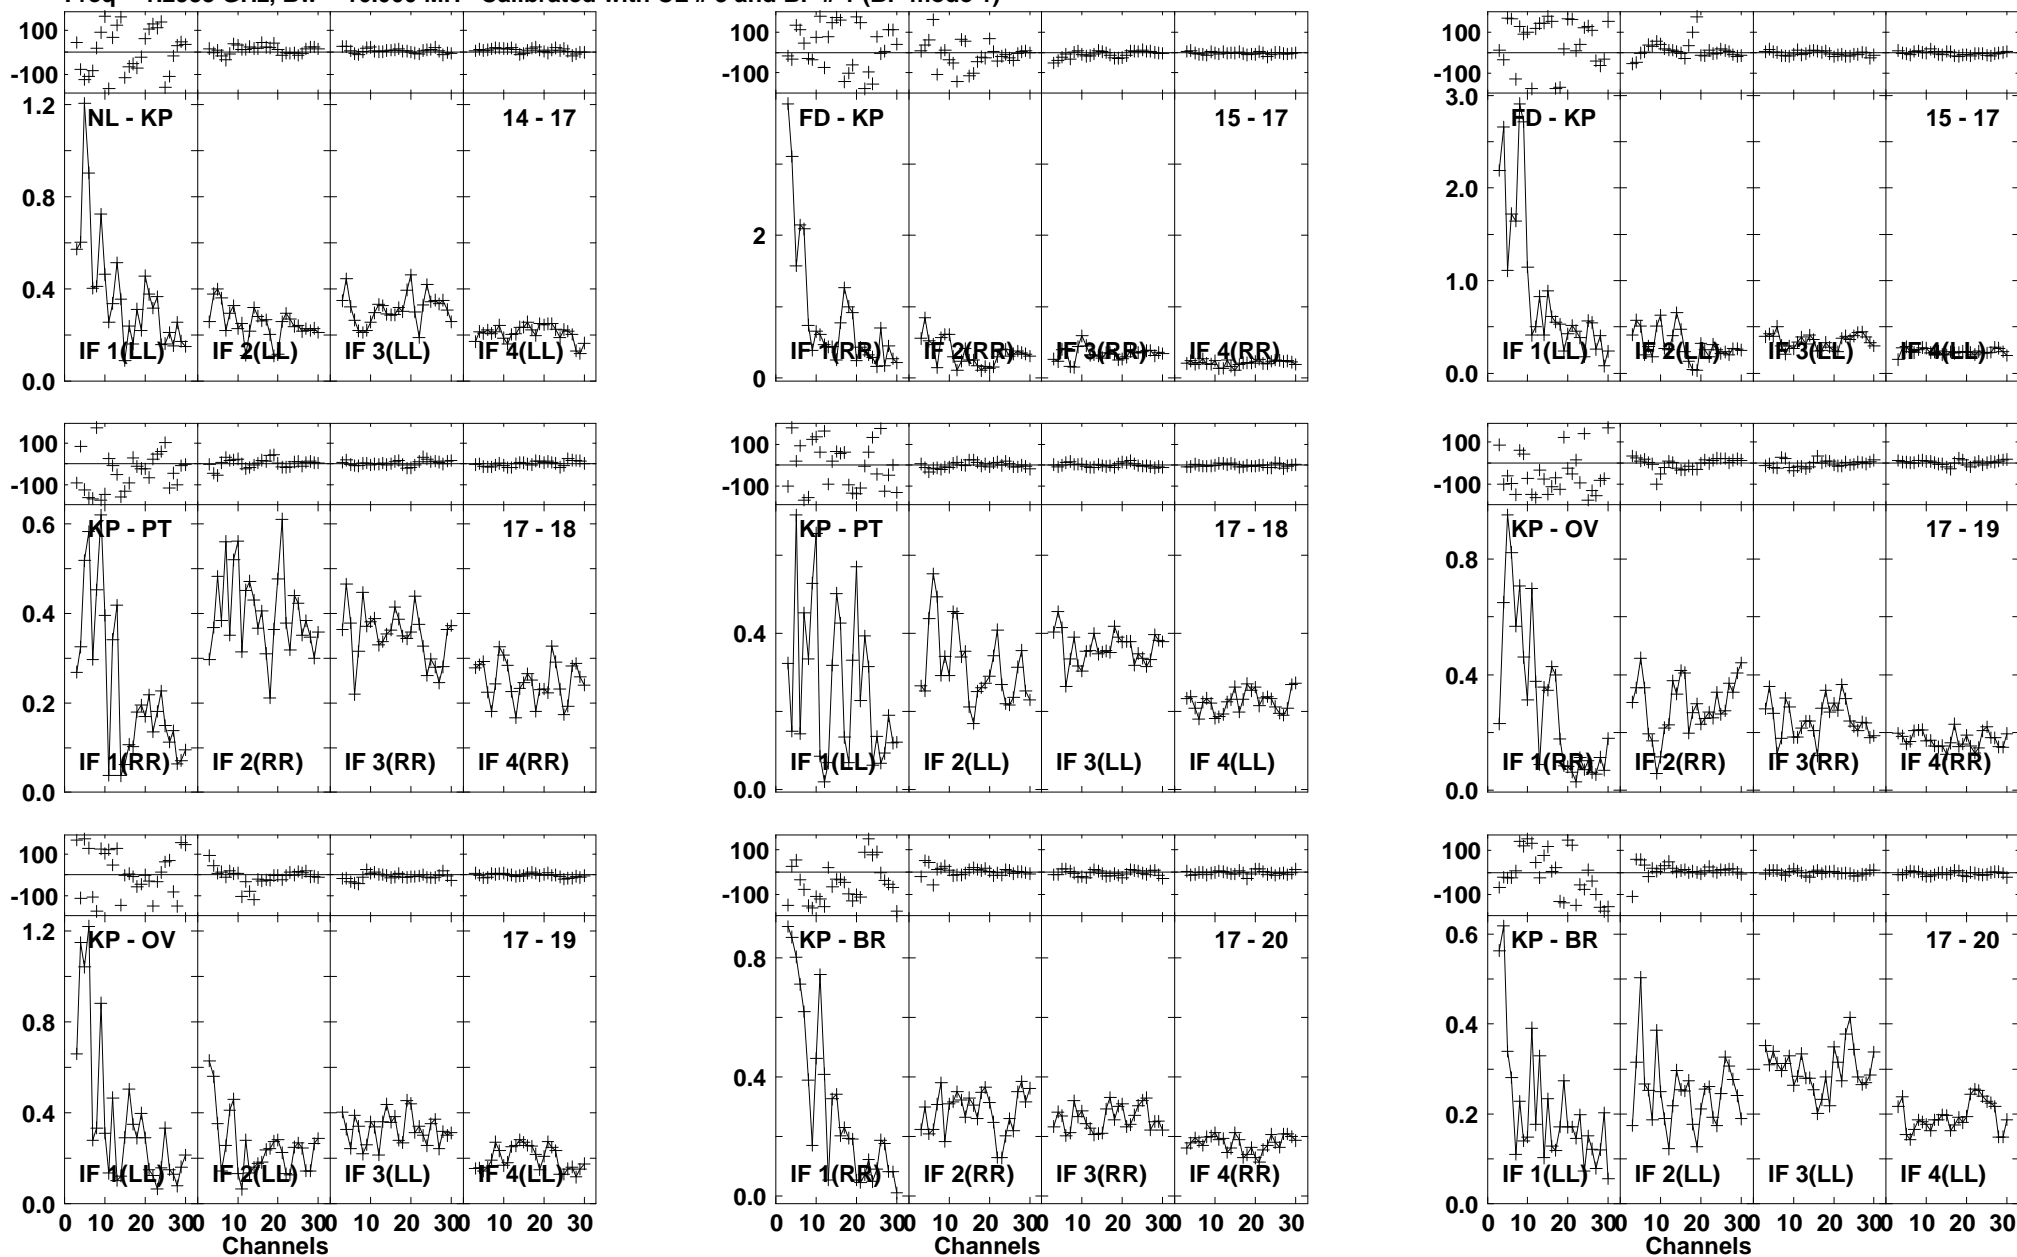 100
-100
NL - KP
14 - 17
1.2
0.8
0.4
0.0
IF 1(LL)
IF 2(LL)
IF 3(LL)
IF 4(LL)
100
-100
FD - KP
15 - 17
2
0
IF 1(RR)
IF 2(RR)
IF 3(RR)
IF 4(RR)
100
-100
3.0
FD - KP
15 - 17
2.0
1.0
0.0
IF 1(LL)
IF 2(LL)
IF 3(LL)
IF 4(LL)
100
-100
0.6
KP - PT
17 - 18
0.4
0.2
0.0
IF 1(RR)
IF 2(RR)
IF 3(RR)
IF 4(RR)
100
-100
KP - PT
17 - 18
0.4
0.0
IF 1(LL)
IF 2(LL)
IF 3(LL)
IF 4(LL)
100
-100
KP - OV
17 - 19
0.8
0.4
0.0
IF 1(RR)
IF 2(RR)
IF 3(RR)
IF 4(RR)
100
-100
1.2
KP - OV
17 - 19
0.8
0.4
0.0
IF 1(LL)
IF 2(LL)
IF 3(LL)
IF 4(LL)
0 10 20 30 0 10 20 30 0 10 20 30 0 10 20 30
Channels
100
-100
KP - BR
17 - 20
0.8
0.4
0.0
IF 1(RR)
IF 2(RR)
IF 3(RR)
IF 4(RR)
0 10 20 30 0 10 20 30 0 10 20 30 0 10 20 30
Channels
100
-100
0.6
KP - BR
17 - 20
0.4
0.2
0.0
IF 1(LL)
IF 2(LL)
IF 3(LL)
IF 4(LL)
0 10 20 30 0 10 20 30 0 10 20 30 0 10 20 30
Channels